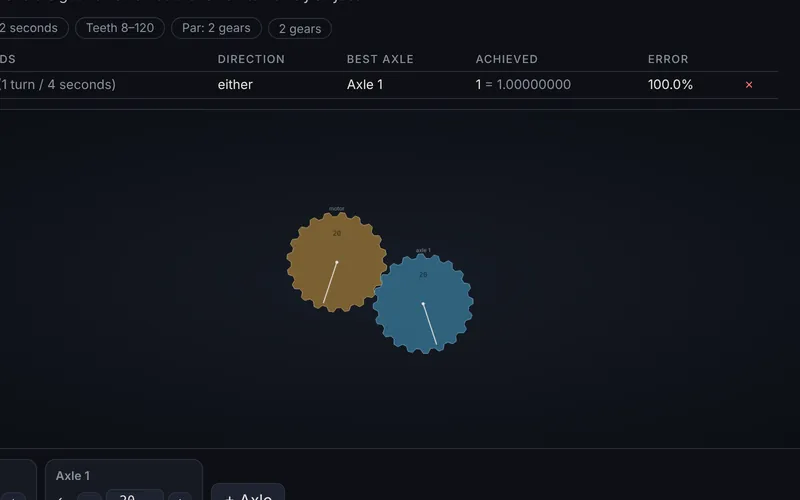 2 seconds Teeth 8–120 Par: 2 gears 2 gears
DS DIRECTION BEST AXLE ACHIEVED ERROR
(1 turn / 4 seconds) either Axle 1 1 = 1.00000000 100.0% ×
motor
20
axle 1
20
Axle 1
20
+ Axle